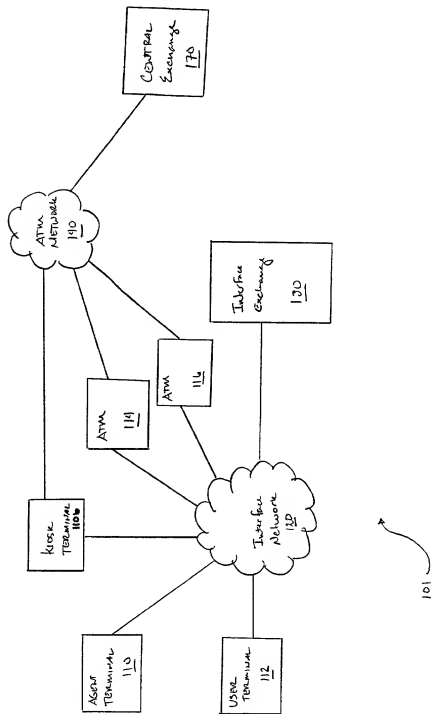 AGENT
TERMINAL
110
KIOSK
TERMINAL
110b
ATM
NETWORK
140
CENTRAL
Exchange
170
ATM
114
ATM
116
USER
TERMINAL
112
Interface
Network
120
Interface
Exchange
130
101